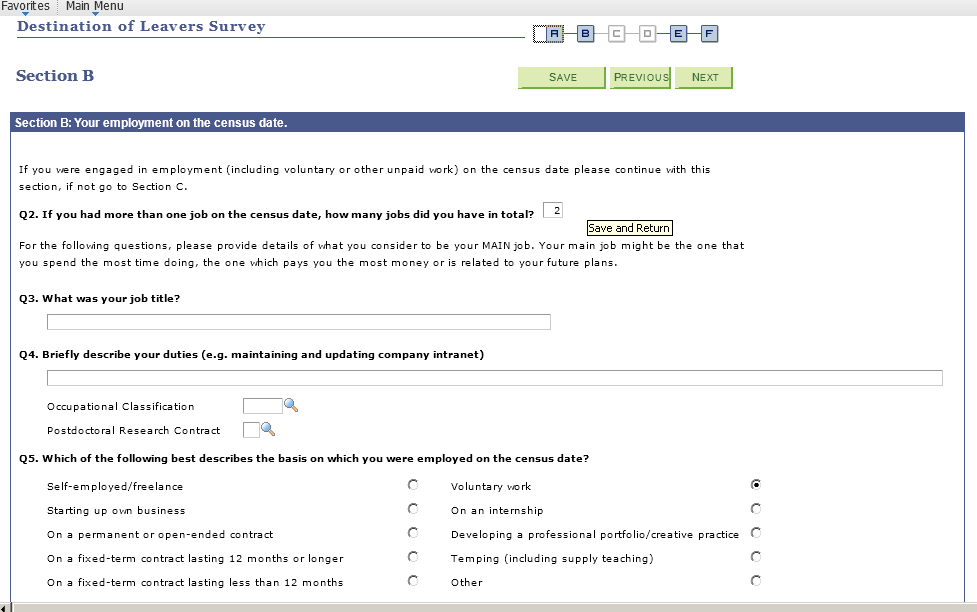 Favorites Main Menu
Destination of Leavers Survey
A B C D E F
Section B
SAVE PREVIOUS NEXT
Section B: Your employment on the census date.
If you were engaged in employment (including voluntary or other unpaid work) on the census date please continue with this
section, if not go to Section C.
Q2. If you had more than one job on the census date, how many jobs did you have in total? 2
Save and Return
For the following questions, please provide details of what you consider to be your MAIN job. Your main job might be the one that
you spend the most time doing, the one which pays you the most money or is related to your future plans.
Q3. What was your job title?
Q4. Briefly describe your duties (e.g. maintaining and updating company intranet)
Occupational Classification
Postdoctoral Research Contract
Q5. Which of the following best describes the basis on which you were employed on the census date?
Self-employed/freelance Voluntary work
Starting up own business On an internship
On a permanent or open-ended contract Developing a professional portfolio/creative practice
On a fixed-term contract lasting 12 months or longer Temping (including supply teaching)
On a fixed-term contract lasting less than 12 months Other